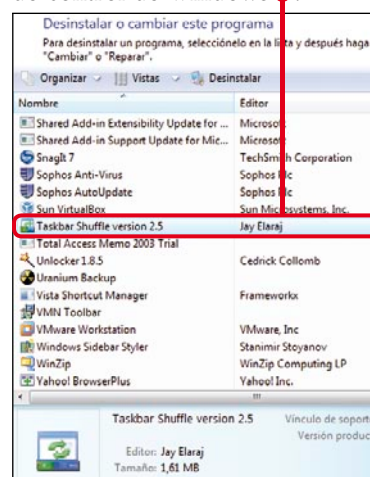 Desinstalar o cambiar este programa
Para desinstalar un programa, selecciónelo en la lista y después haga
"Cambiar" o "Reparar".
Organizar Vistas Desinstalar
Nombre Editor
Shared Add-in Extensibility Update for ... Microsoft
Shared Add-in Support Update for Mic... Microsoft
SnagIt 7 TechSmith Corporation
Sophos Anti-Virus Sophos Plc
Sophos AutoUpdate Sophos Plc
Sun VirtualBox Sun Microsystems, Inc.
Taskbar Shuffle version 2.5 Jay Elaraj
Total Access Memo 2003 Trial
Unlocker 1.8.5 Cedrick Collomb
Uranium Backup
Vista Shortcut Manager Frameworkx
VMN Toolbar
VMware Workstation VMware, Inc
Windows Sidebar Styler Stanimir Stoyanov
WinZip WinZip Computing LP
Yahoo! BrowserPlus Yahoo! Inc.
Taskbar Shuffle version 2.5 Vínculo de soport
Versión produc
Editor: Jay Elaraj
Tamaño: 1,61 MB